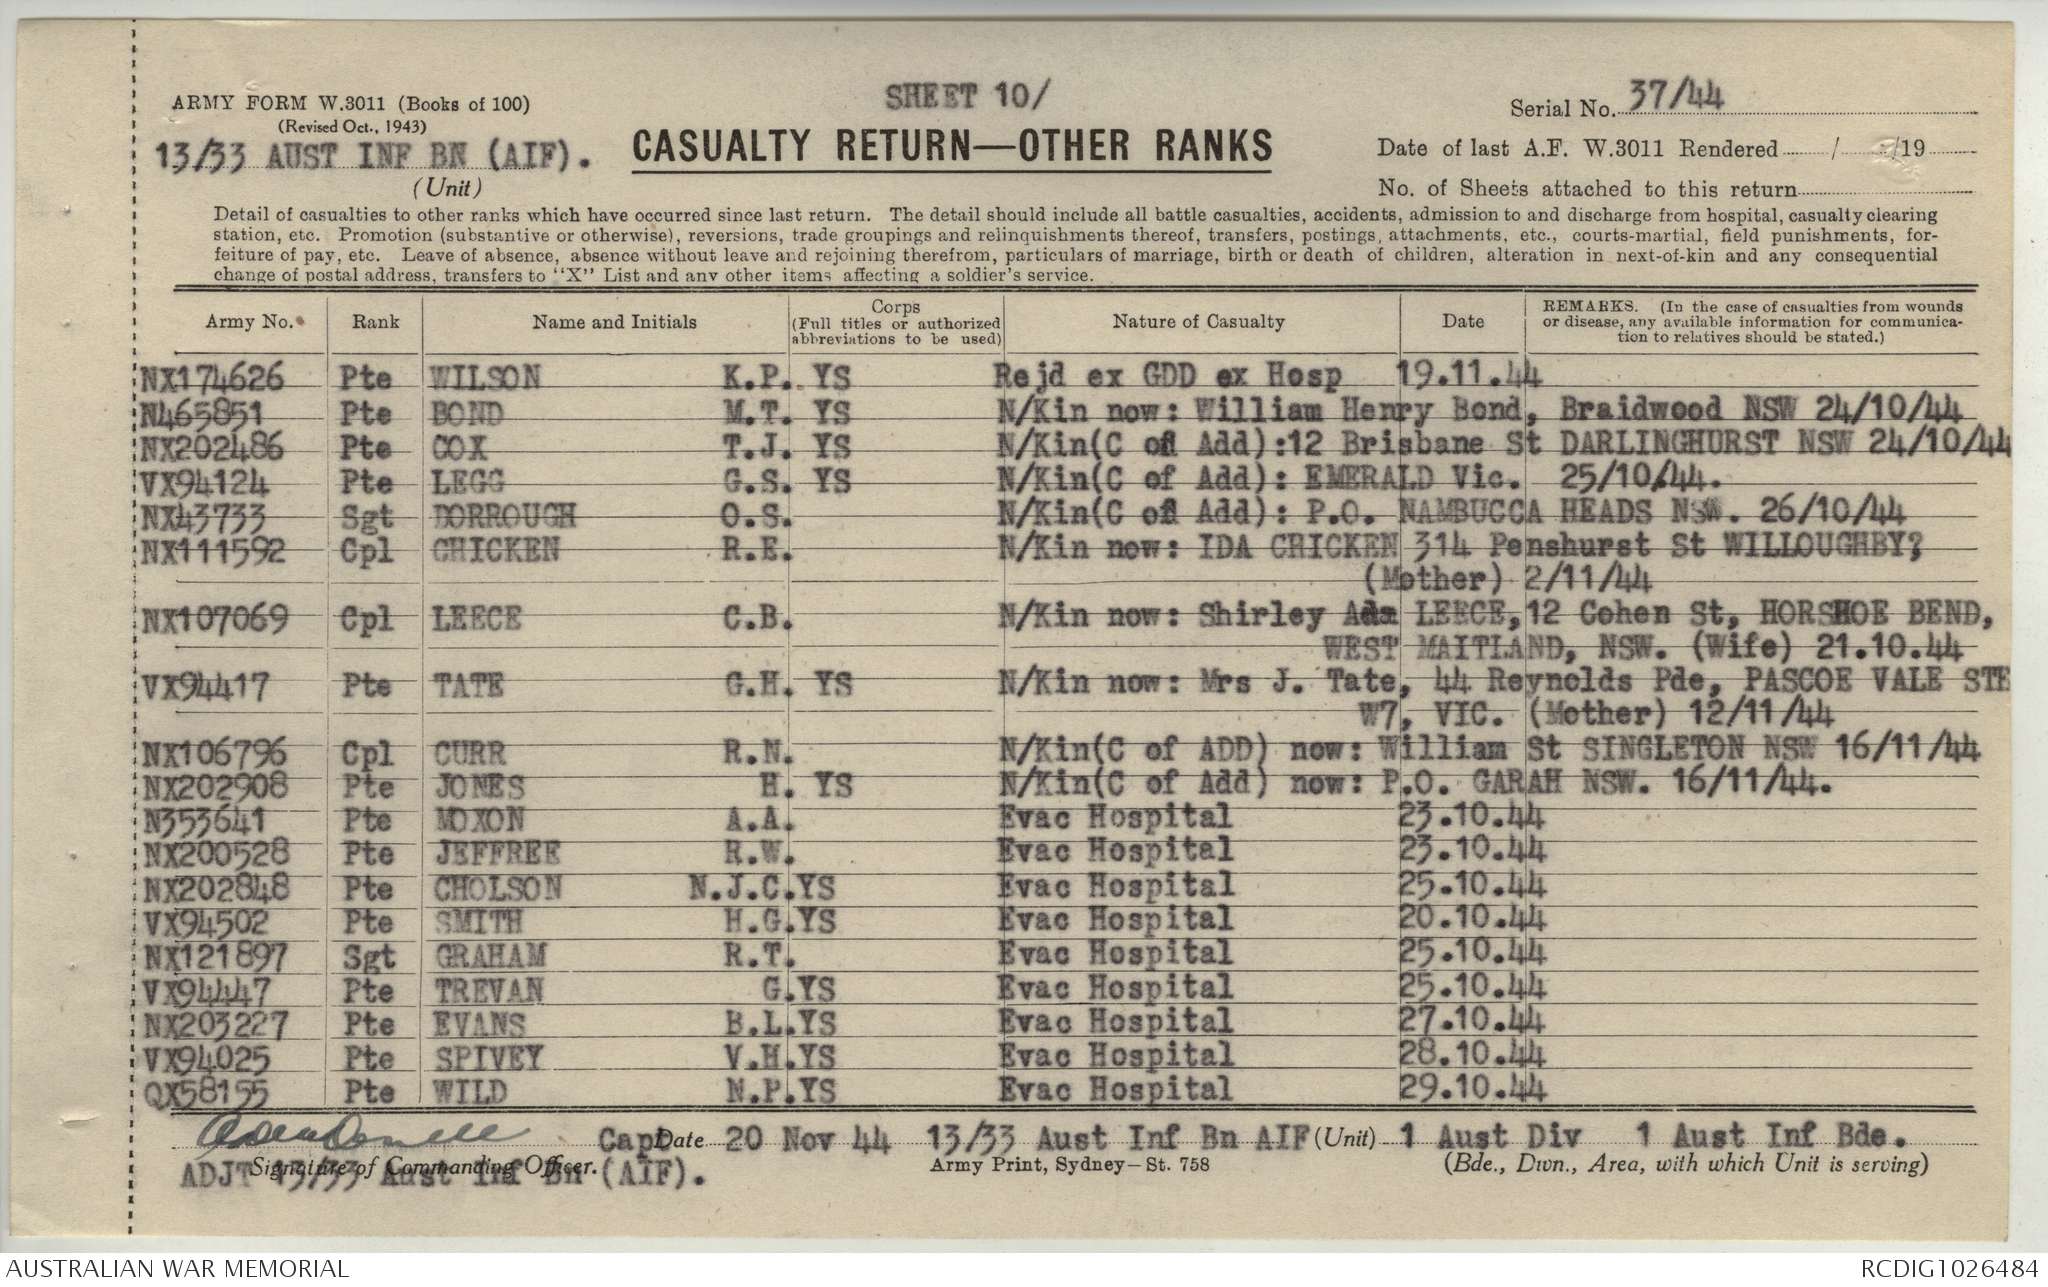 SHEET 10/
ARMY FORM W.3011 (Books of 100)
(Revised Oct., 1943)
Serial No. 37/44
13/33 AUST INF BN (AIF).
(Unit)
CASUALTY RETURN—OTHER RANKS
Date of last A.F. W.3011 Rendered / /19
No. of Sheets attached to this return
Detail of casualties to other ranks which have occurred since last return. The detail should include all battle casualties, accidents, admission to and discharge from hospital, casualty clearing
station, etc. Promotion (substantive or otherwise), reversions, trade groupings and relinquishments thereof, transfers, postings, attachments, etc., courts-martial, field punishments, for-
feiture of pay, etc. Leave of absence, absence without leave and rejoining therefrom, particulars of marriage, birth or death of children, alteration in next-of-kin and any consequential
change of postal address, transfers to "X" List and any other items affecting a soldier's service.
Army No. Rank Name and Initials Corps (Full titles or authorized abbreviations to be used) Nature of Casualty Date REMARKS. (In the case of casualties from wounds or disease, any available information for communica- tion to relatives should be stated.)
NX174626 Pte WILSON K.P. YS Rejd ex GDD ex Hosp 19.11.44
N465851 Pte BOND M.T. YS N/Kin now: William Henry Bond, Braidwood NSW 24/10/44
NX202486 Pte COX T.J. YS N/Kin(C of Add):12 Brisbane St DARLINGHURST NSW 24/10/44
VX94124 Pte LEGG G.S. YS N/Kin(C of Add): EMERALD Vic. 25/10/44.
NX43733 Sgt DORROUGH O.S. N/Kin(C of Add): P.O. NAMBUCCA HEADS NSW. 26/10/44
NX111592 Cpl CHICKEN R.E. N/Kin now: IDA CHICKEN 314 Penshurst St WILLOUGHBY?
(Mother) 2/11/44
NX107069 Cpl LEECE C.B. N/Kin now: Shirley Ada LEECE,12 Cohen St, HORSHOE BEND,
WEST MAITLAND, NSW. (Wife) 21.10.44
VX94417 Pte TATE G.H. YS N/Kin now: Mrs J. Tate, 44 Reynolds Pde, PASCOE VALE STH
W7, VIC. (Mother) 12/11/44
NX106796 Cpl CURR R.N. N/Kin(C of ADD) now: William St SINGLETON NSW 16/11/44
NX202908 Pte JONES H. YS N/Kin(C of Add) now: P.O. GARAH NSW. 16/11/44.
N353641 Pte MOXON A.A. Evac Hospital 23.10.44
NX200528 Pte JEFFREE R.W. Evac Hospital 23.10.44
NX202848 Pte CHOLSON N.J.C.YS Evac Hospital 25.10.44
VX94502 Pte SMITH H.G.YS Evac Hospital 20.10.44
NX121897 Sgt GRAHAM R.T. Evac Hospital 25.10.44
VX94447 Pte TREVAN G.YS Evac Hospital 25.10.44
NX203227 Pte EVANS B.L.YS Evac Hospital 27.10.44
VX94025 Pte SPIVEY V.H.YS Evac Hospital 28.10.44
QX58155 Pte WILD N.P.YS Evac Hospital 29.10.44
Capt Date 20 Nov 44 13/33 Aust Inf Bn AIF (Unit) 1 Aust Div 1 Aust Inf Bde.
Signature of Commanding Officer. Army Print, Sydney—St. 758 (Bde., Divn., Area, with which Unit is serving)
ADJT 13/33 Aust Inf Bn (AIF).
AUSTRALIAN WAR MEMORIAL RCDIG1026484